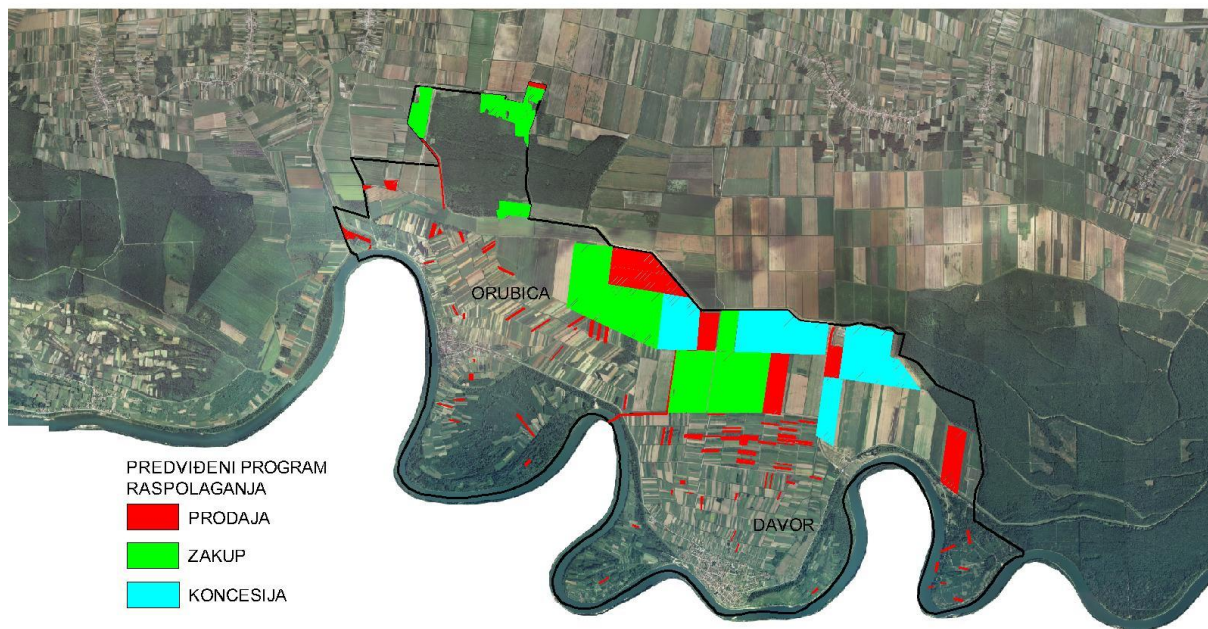 ORUBICA
DAVOR
PREDVIĐENI PROGRAM
RASPOLAGANJA
PRODAJA
ZAKUP
KONCESIJA